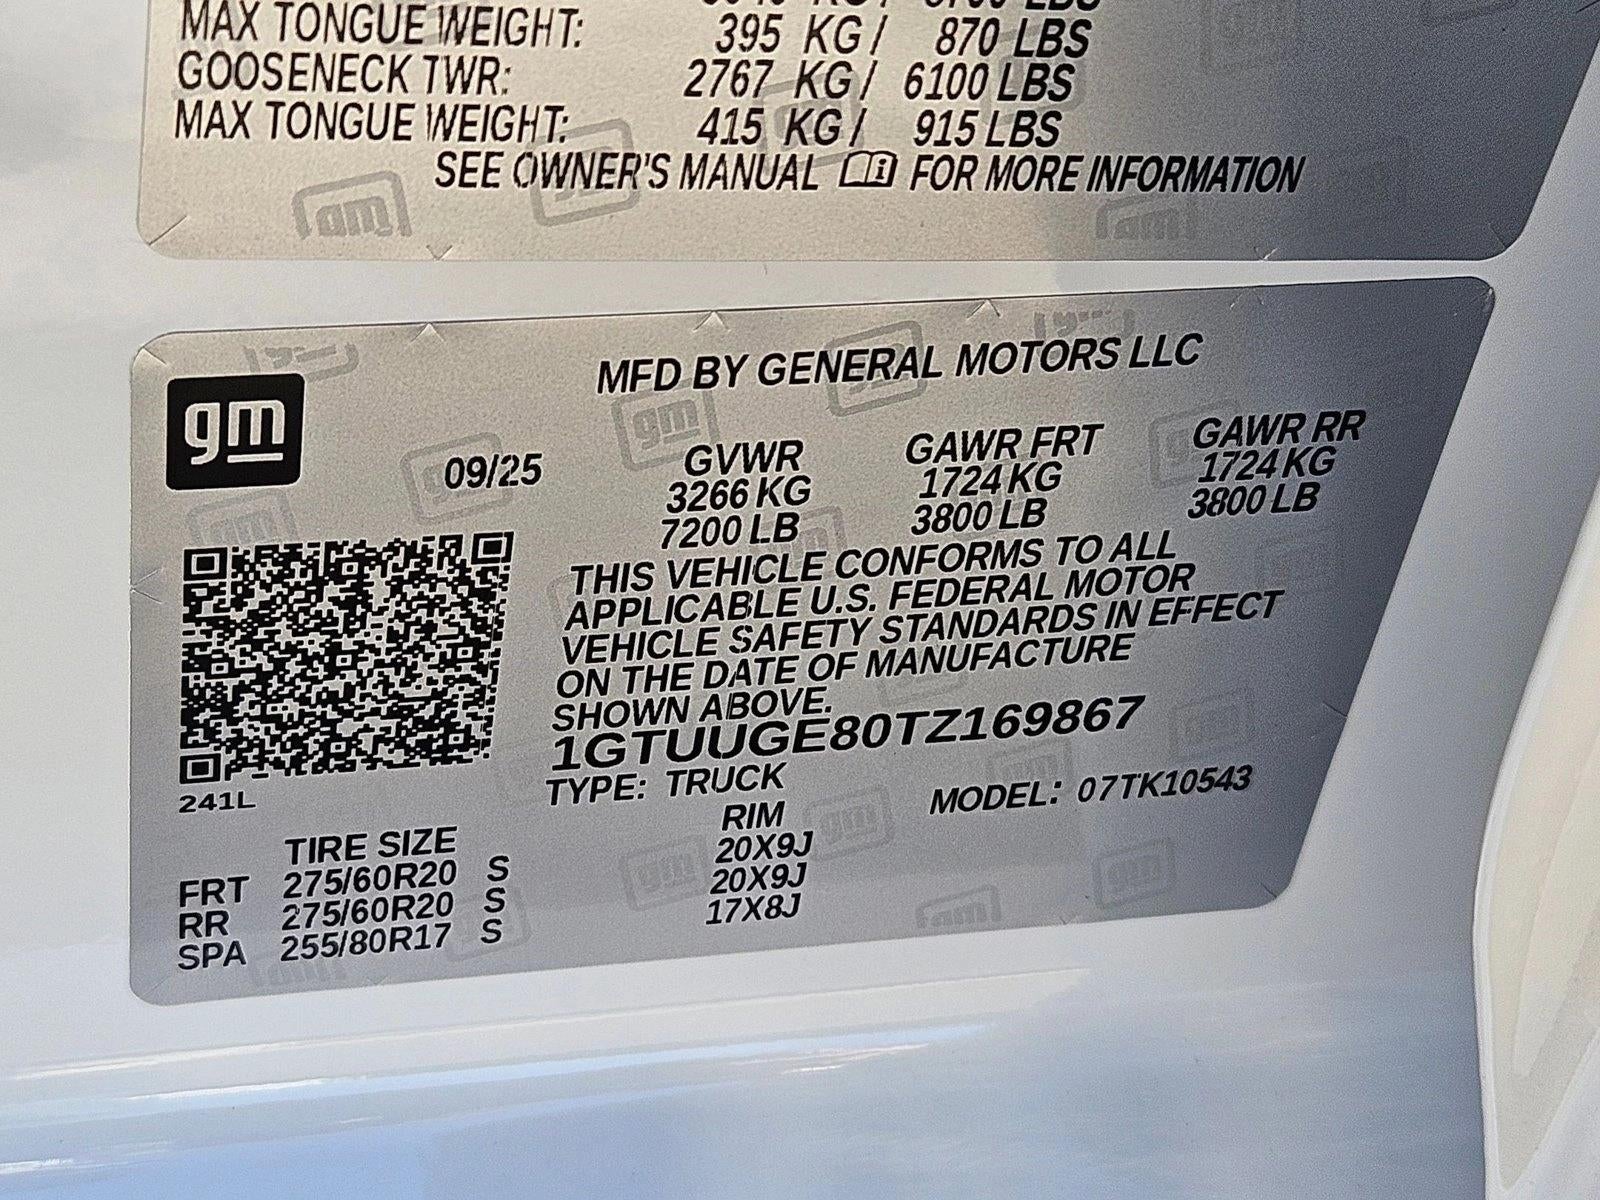 MAX TONGUE WEIGHT: 395 KG / 870 LBS
GOOSENECK TWR: 2767 KG / 6100 LBS
MAX TONGUE WEIGHT: 415 KG / 915 LBS
SEE OWNER'S MANUAL FOR MORE INFORMATION
MFD BY GENERAL MOTORS LLC
gm
09/25
GVWR GAWR FRT GAWR RR
3266 KG 1724 KG 1724 KG
7200 LB 3800 LB 3800 LB
THIS VEHICLE CONFORMS TO ALL
APPLICABLE U.S. FEDERAL MOTOR
VEHICLE SAFETY STANDARDS IN EFFECT
ON THE DATE OF MANUFACTURE
SHOWN ABOVE.
1GTUUGE80TZ169867
TYPE: TRUCK
241L
MODEL: 07TK10543
TIRE SIZE RIM
FRT 275/60R20 S 20X9J
RR 275/60R20 S 20X9J
SPA 255/80R17 S 17X8J